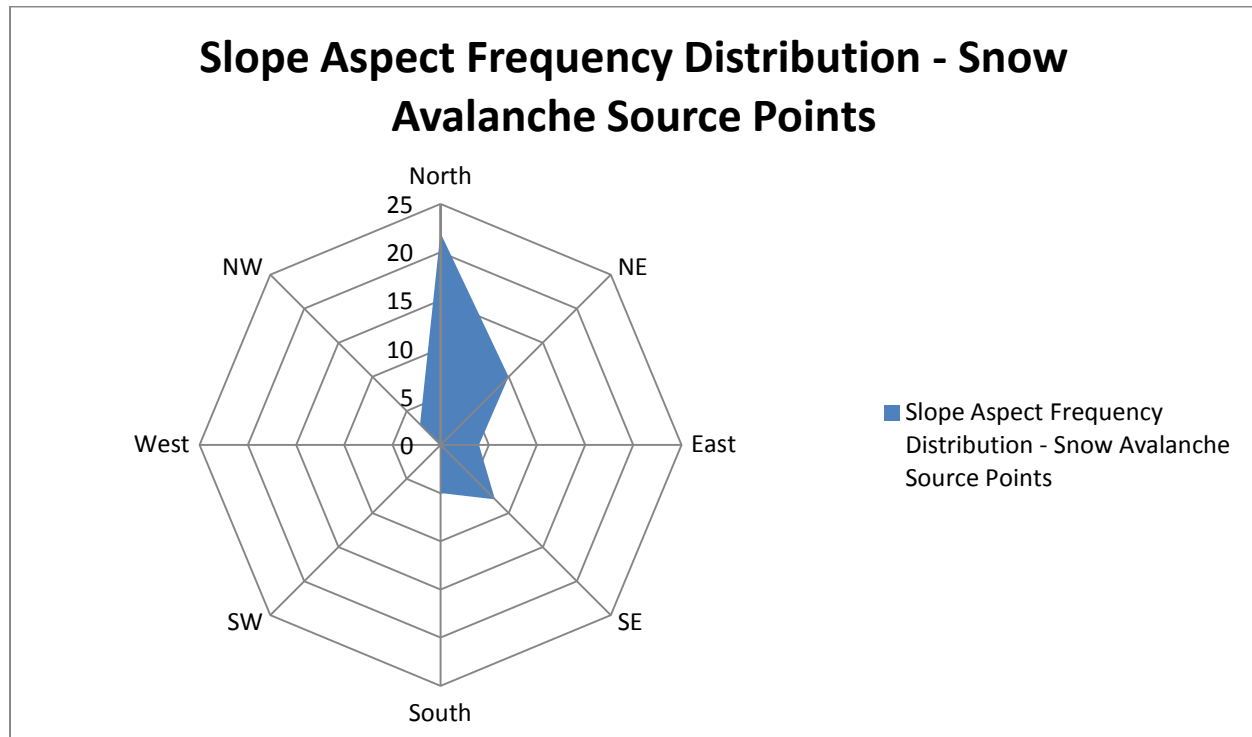 Slope Aspect Frequency Distribution - Snow
Avalanche Source Points
North
25
20
15
10
5
0
NW
NE
West
East
SW
SE
South
Slope Aspect Frequency
Distribution - Snow Avalanche
Source Points